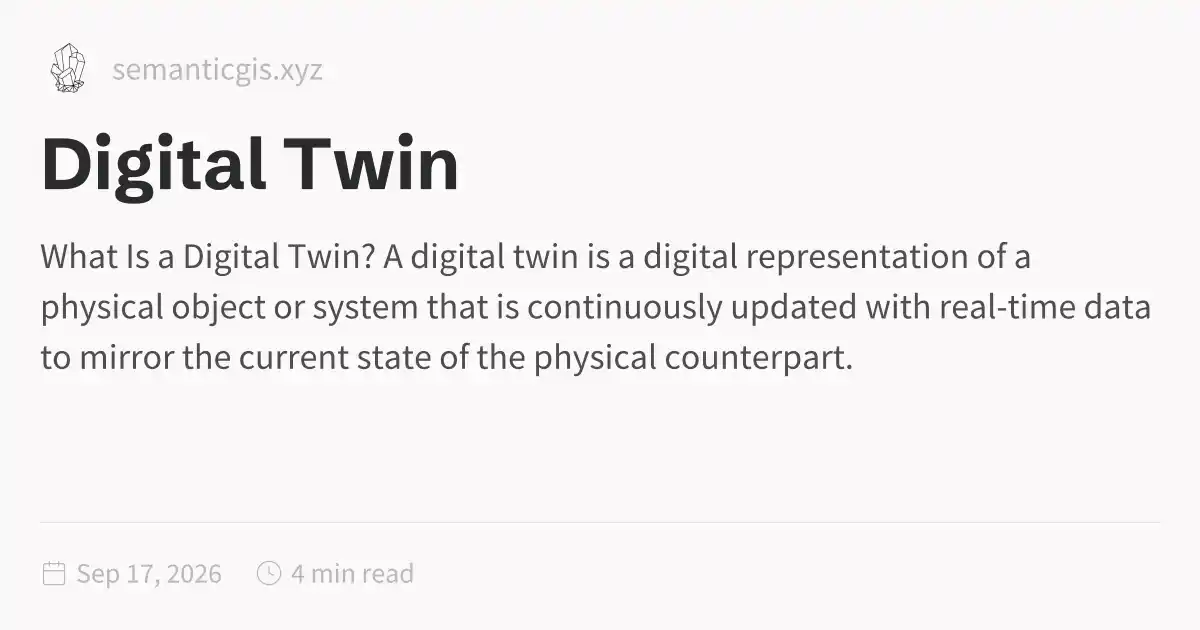 semanticgis.xyz
Digital Twin
What Is a Digital Twin? A digital twin is a digital representation of a
physical object or system that is continuously updated with real-time data
to mirror the current state of the physical counterpart.
Sep 17, 2026 4 min read